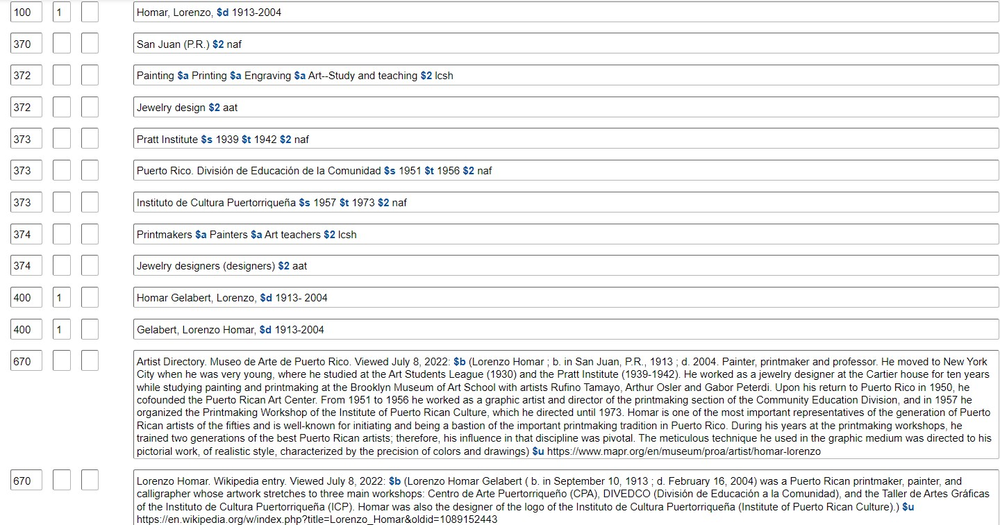 100 1 Homar, Lorenzo, $d 1913-2004
370 San Juan (P.R.) $2 naf
372 Painting $a Printing $a Engraving $a Art--Study and teaching $2 lcsh
372 Jewelry design $2 aat
373 Pratt Institute $s 1939 $t 1942 $2 naf
373 Puerto Rico. División de Educación de la Comunidad $s 1951 $t 1956 $2 naf
373 Instituto de Cultura Puertorriqueña $s 1957 $t 1973 $2 naf
374 Printmakers $a Painters $a Art teachers $2 lcsh
374 Jewelry designers (designers) $2 aat
400 1 Homar Gelabert, Lorenzo, $d 1913- 2004
400 1 Gelabert, Lorenzo Homar, $d 1913-2004
670 Artist Directory. Museo de Arte de Puerto Rico. Viewed July 8, 2022: $b (Lorenzo Homar ; b. in San Juan, P.R., 1913 ; d. 2004. Painter, printmaker and professor. He moved to New York
City when he was very young, where he studied at the Art Students League (1930) and the Pratt Institute (1939-1942). He worked as a jewelry designer at the Cartier house for ten years
while studying painting and printmaking at the Brooklyn Museum of Art School with artists Rufino Tamayo, Arthur Osler and Gabor Peterdi. Upon his return to Puerto Rico in 1950, he
cofounded the Puerto Rican Art Center. From 1951 to 1956 he worked as a graphic artist and director of the printmaking section of the Community Education Division, and in 1957 he
organized the Printmaking Workshop of the Institute of Puerto Rican Culture, which he directed until 1973. Homar is one of the most important representatives of the generation of Puerto
Rican artists of the fifties and is well-known for initiating and being a bastion of the important printmaking tradition in Puerto Rico. During his years at the printmaking workshops, he
trained two generations of the best Puerto Rican artists; therefore, his influence in that discipline was pivotal. The meticulous technique he used in the graphic medium was directed to his
pictorial work, of realistic style, characterized by the precision of colors and drawings) $u https://www.mapr.org/en/museum/proa/artist/homar-lorenzo
670 Lorenzo Homar. Wikipedia entry. Viewed July 8, 2022: $b (Lorenzo Homar Gelabert ( b. in September 10, 1913 ; d. February 16, 2004) was a Puerto Rican printmaker, painter, and
calligrapher whose artwork stretches to three main workshops: Centro de Arte Puertorriqueño (CPA), DIVEDCO (División de Educación a la Comunidad), and the Taller de Artes Gráficas
of the Instituto de Cultura Puertorriqueña (ICP). Homar was also the designer of the logo of the Instituto de Cultura Puertorriqueña (Institute of Puerto Rican Culture).) $u
https://en.wikipedia.org/w/index.php?title=Lorenzo_Homar&oldid=1089152443